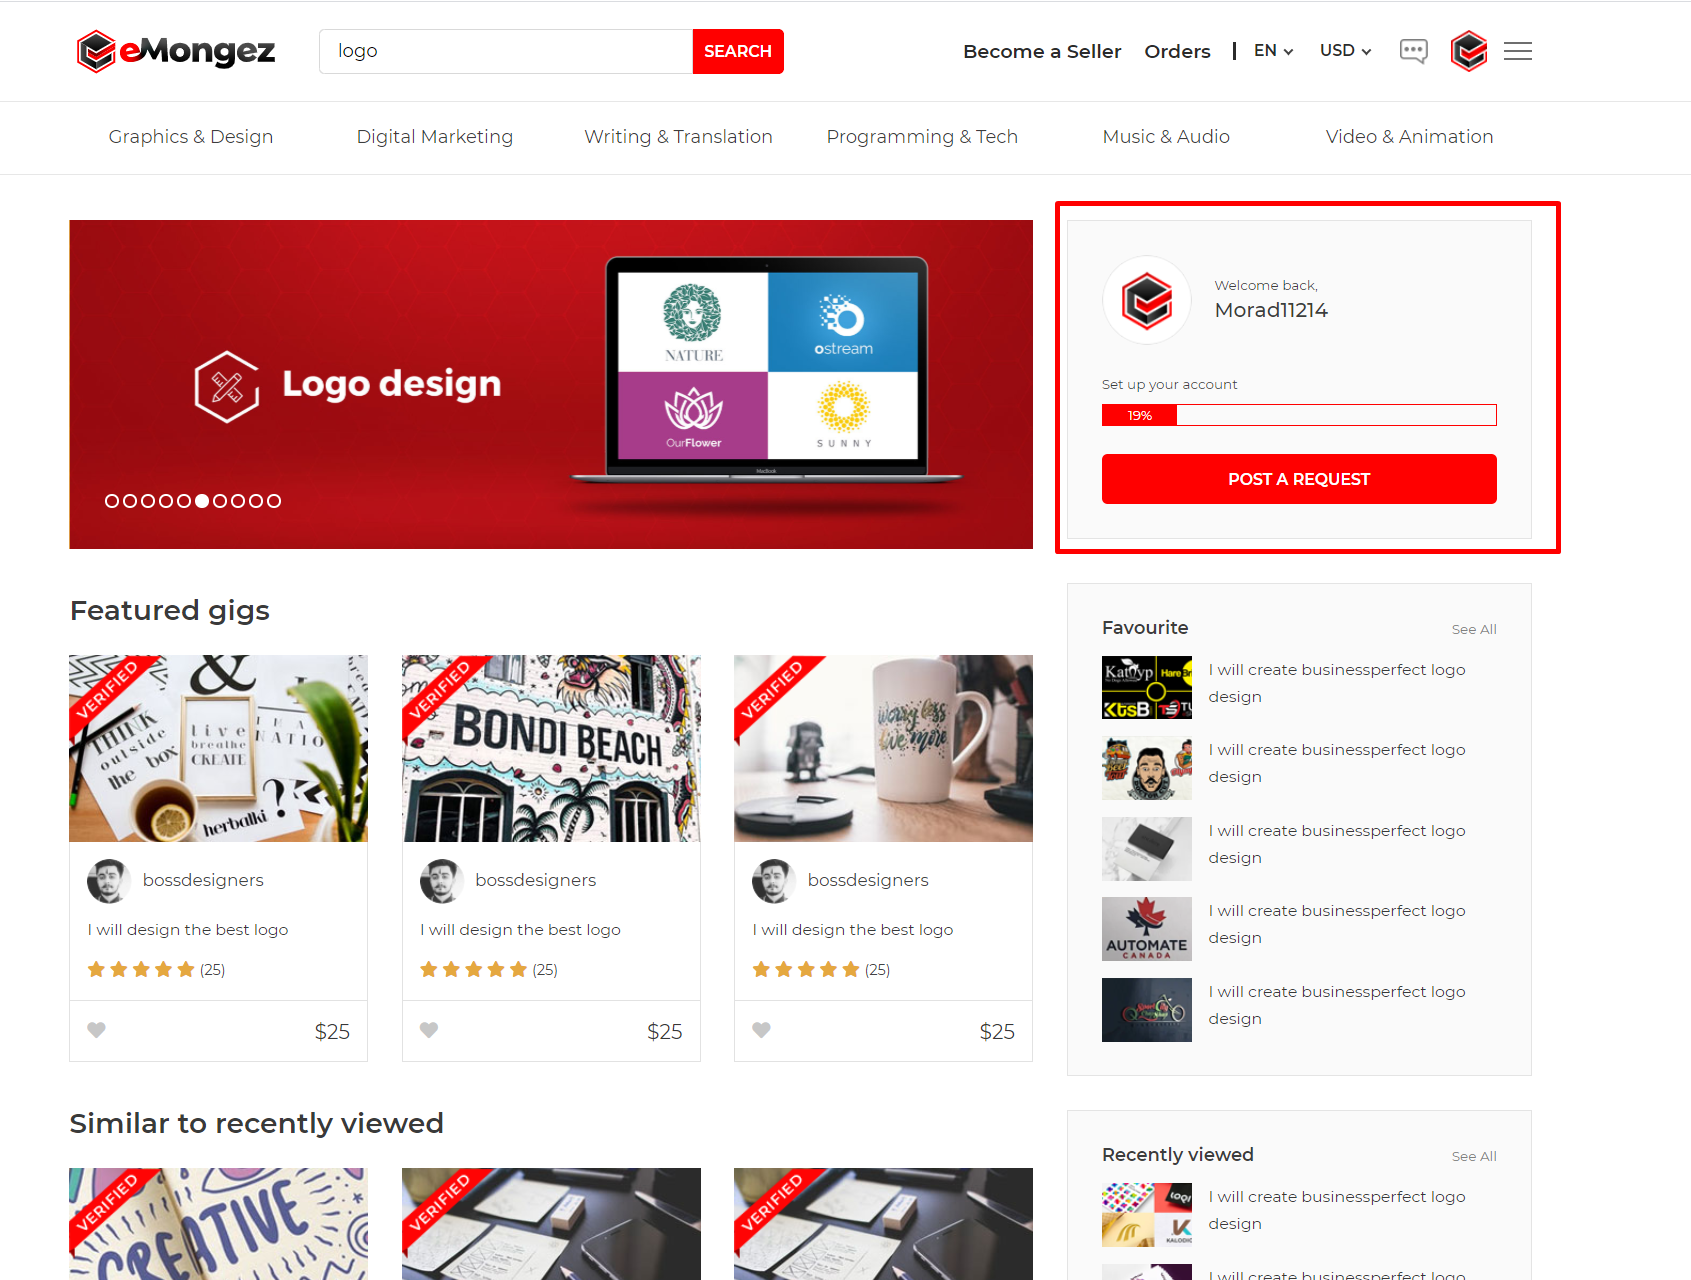 eMongez
logo
SEARCH
Become a Seller
Orders
EN
USD
Graphics & Design
Digital Marketing
Writing & Translation
Programming & Tech
Music & Audio
Video & Animation
Logo design
NATURE
ostream
OurFlower
SUNNY
MacBook
Welcome back,
Morad11214
Set up your account
19%
POST A REQUEST
Featured gigs
VERIFIED
THINK
outside
the box
&
live
breathe
CREATE
?
herbalki
bossdesigners
I will design the best logo
(25)
$25
VERIFIED
BONDI BEACH
bossdesigners
I will design the best logo
(25)
$25
VERIFIED
worry less
live more
bossdesigners
I will design the best logo
(25)
$25
Favourite
See All
Hare
KtsB
I will create businessperfect logo
design
I will create businessperfect logo
design
I will create businessperfect logo
design
AUTOMATE
CANADA
I will create businessperfect logo
design
I will create businessperfect logo
design
Similar to recently viewed
VERIFIED
CREATIVE
VERIFIED
VERIFIED
Recently viewed
See All
LOQI
K
KALODIC
I will create businessperfect logo
design
I will create businessperfect logo